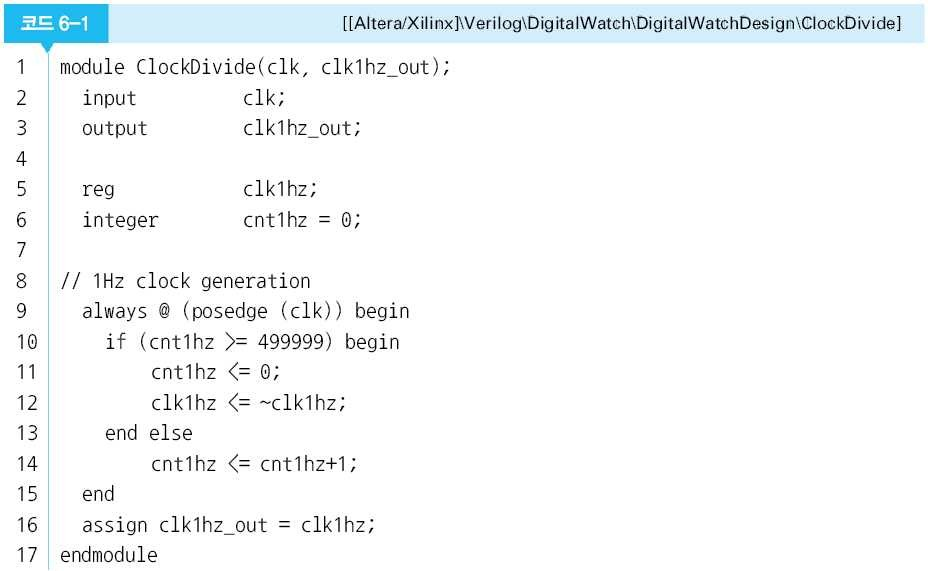 코드 6-1 [[Altera/Xilinx]\Verilog\DigitalWatch\DigitalWatchDesign\ClockDivide]
1 module ClockDivide(clk, clk1hz_out);
2 input clk;
3 output clk1hz_out;
4
5 reg clk1hz;
6 integer cnt1hz = 0;
7
8 // 1Hz clock generation
9 always @ (posedge (clk)) begin
10 if (cnt1hz >= 499999) begin
11 cnt1hz <= 0;
12 clk1hz <= ~clk1hz;
13 end else
14 cnt1hz <= cnt1hz+1;
15 end
16 assign clk1hz_out = clk1hz;
17 endmodule